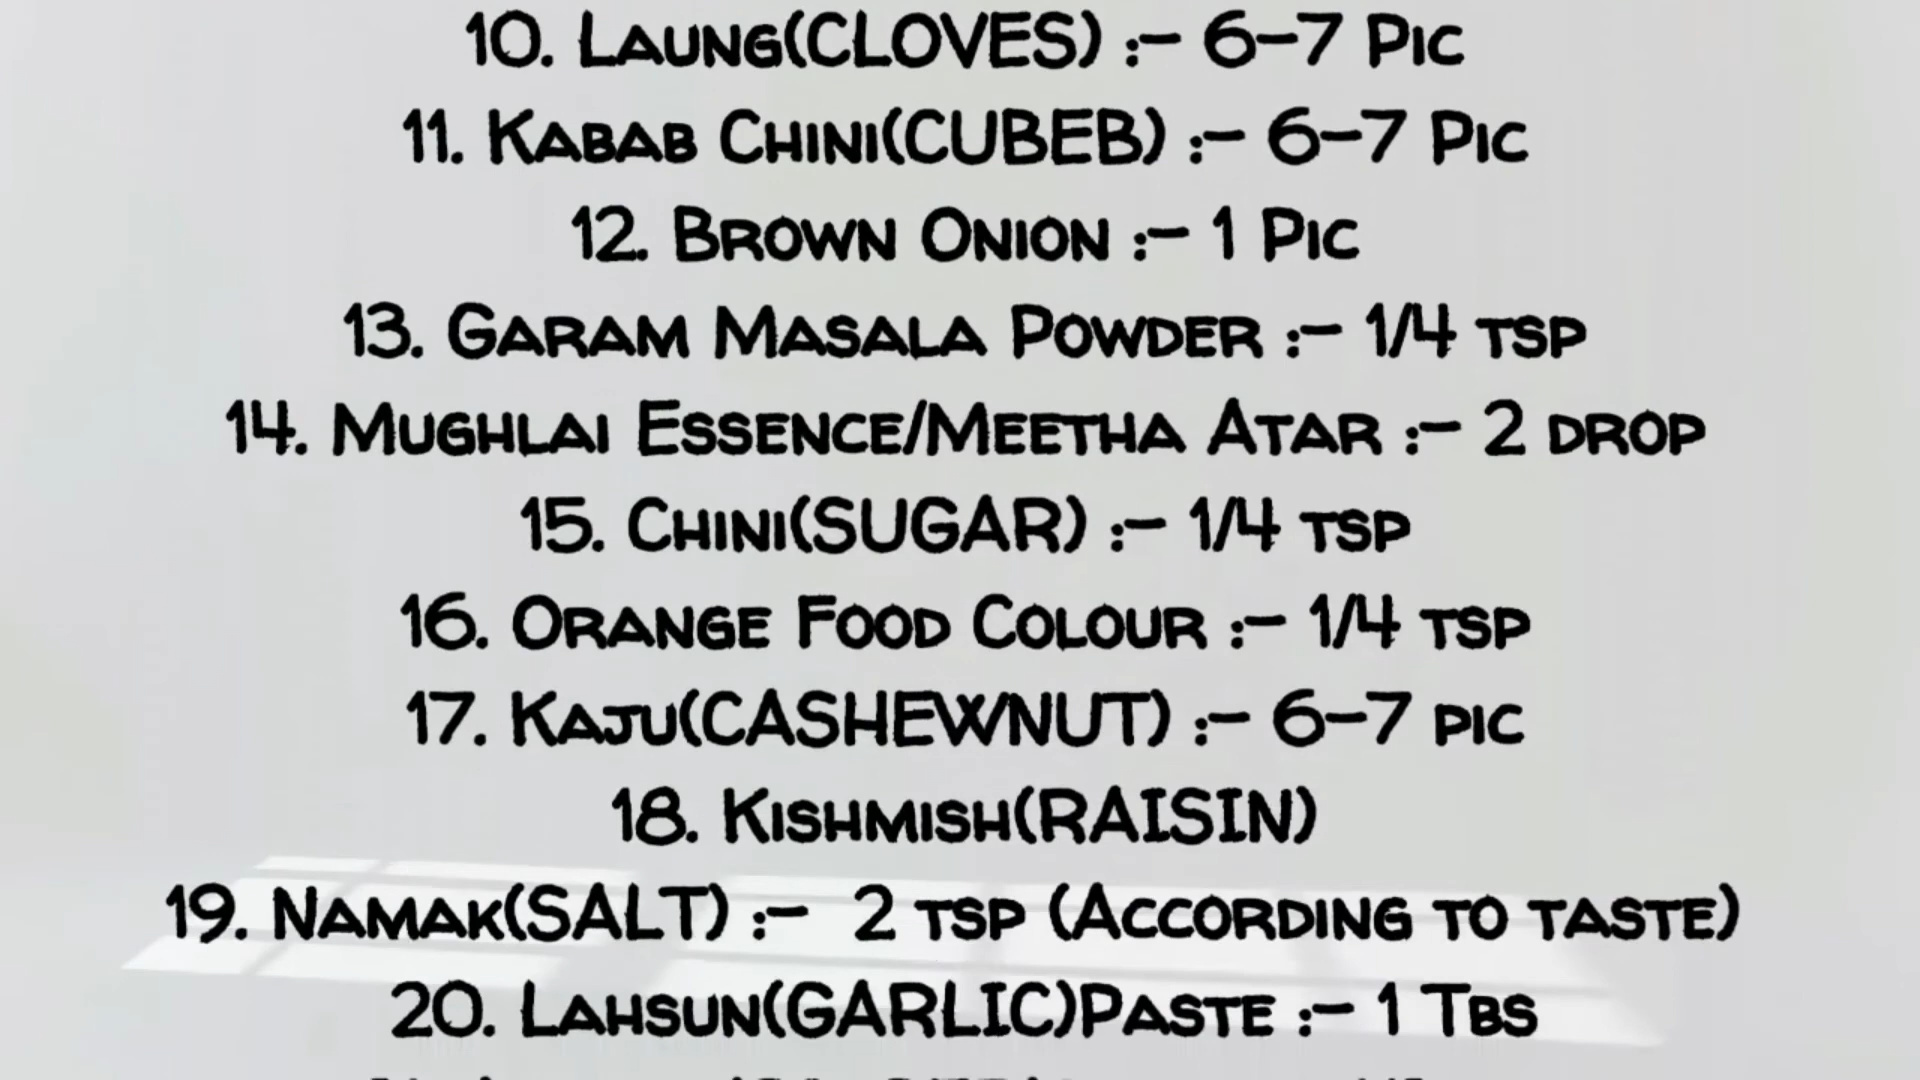 10. Laung(CLOVES) :- 6-7 Pic
11. Kabab Chini(CUBEB) :- 6-7 Pic
12. Brown Onion :- 1 Pic
13. Garam Masala Powder :- 1/4 tsp
14. Mughlai Essence/Meetha Atar :- 2 drop
15. Chini(SUGAR) :- 1/4 tsp
16. Orange Food Colour :- 1/4 tsp
17. Kaju(CASHEWNUT) :- 6-7 pic
18. Kishmish(RAISIN)
19. Namak(SALT) :- 2 tsp (According to taste)
20. Lahsun(GARLIC)Paste :- 1 Tbs